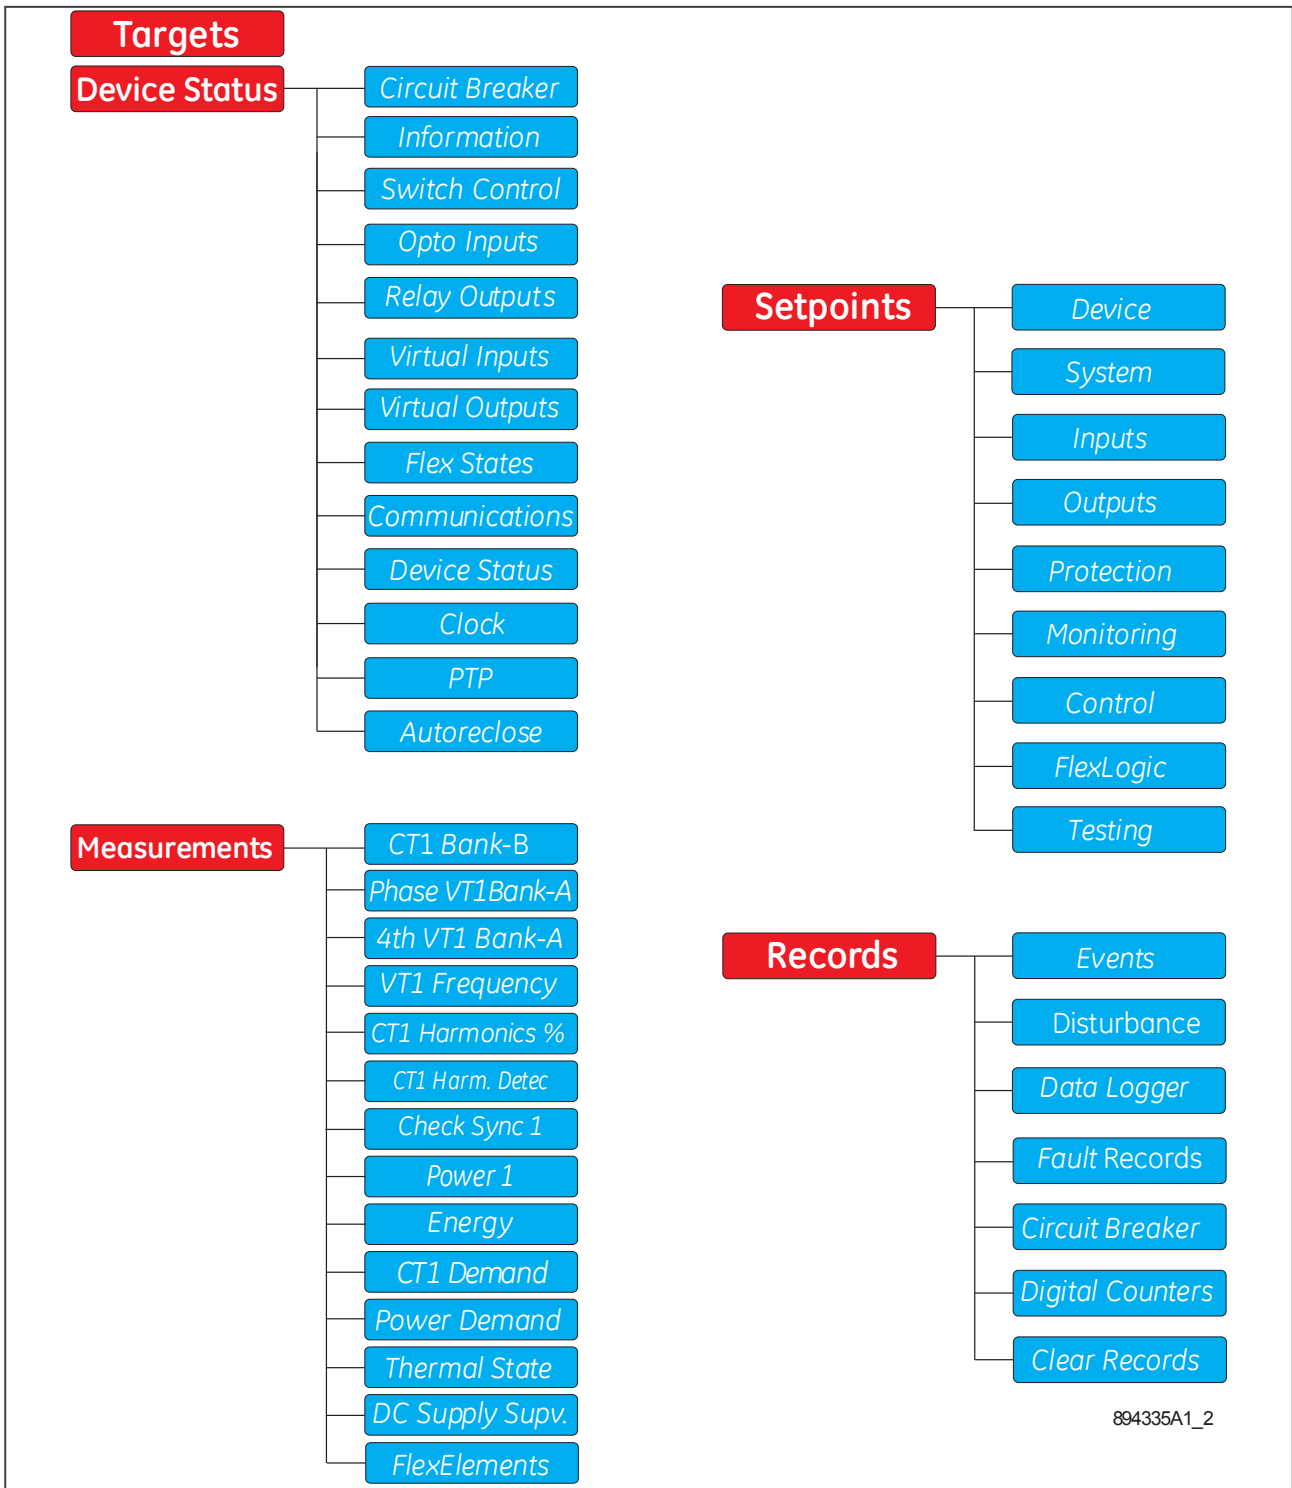 Targets
Device Status
Circuit Breaker
Information
Switch Control
Opto Inputs
Relay Outputs
Virtual Inputs
Virtual Outputs
Flex States
Communications
Device Status
Clock
PTP
Autoreclose
Measurements
CT1 Bank-B
Phase VT1Bank-A
4th VT1 Bank-A
VT1 Frequency
CT1 Harmonics %
CT1 Harm. Detec
Check Sync 1
Power 1
Energy
CT1 Demand
Power Demand
Thermal State
DC Supply Supv.
FlexElements
Setpoints
Device
System
Inputs
Outputs
Protection
Monitoring
Control
FlexLogic
Testing
Records
Events
Disturbance
Data Logger
Fault Records
Circuit Breaker
Digital Counters
Clear Records
894335A1_2